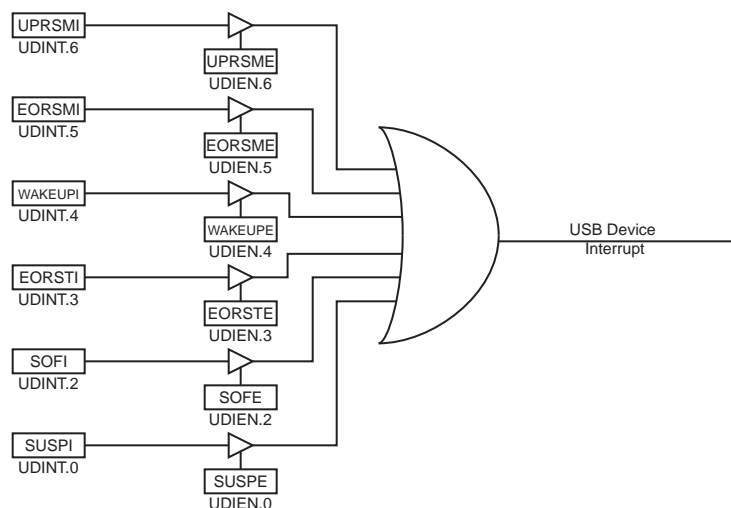 UPRSMI
UDINT.6
UPRSME
UDIEN.6
EORSMI
UDINT.5
EORSME
UDIEN.5
WAKEUPI
UDINT.4
WAKEUPE
UDIEN.4
USB Device
Interrupt
EORSTI
UDINT.3
EORSTE
UDIEN.3
SOFI
UDINT.2
SOFE
UDIEN.2
SUSPI
UDINT.0
SUSPE
UDIEN.0